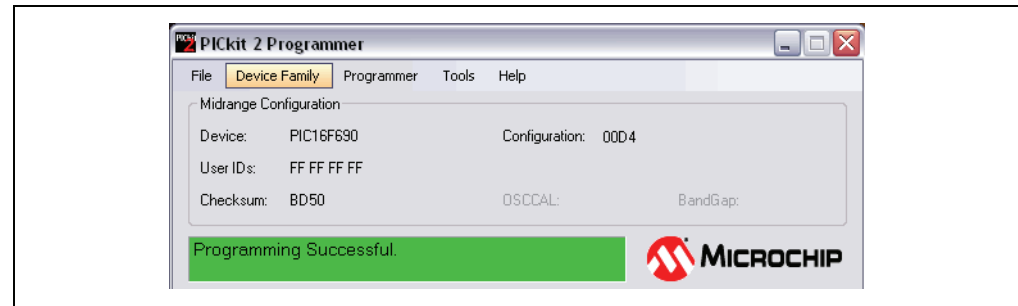 PICkit 2 Programmer
File Device Family Programmer Tools Help
Midrange Configuration
Device: PIC16F690 Configuration: 00D4
User IDs: FF FF FF FF
Checksum: BD50 OSCCAL: BandGap:
Programming Successful.
MICROCHIP